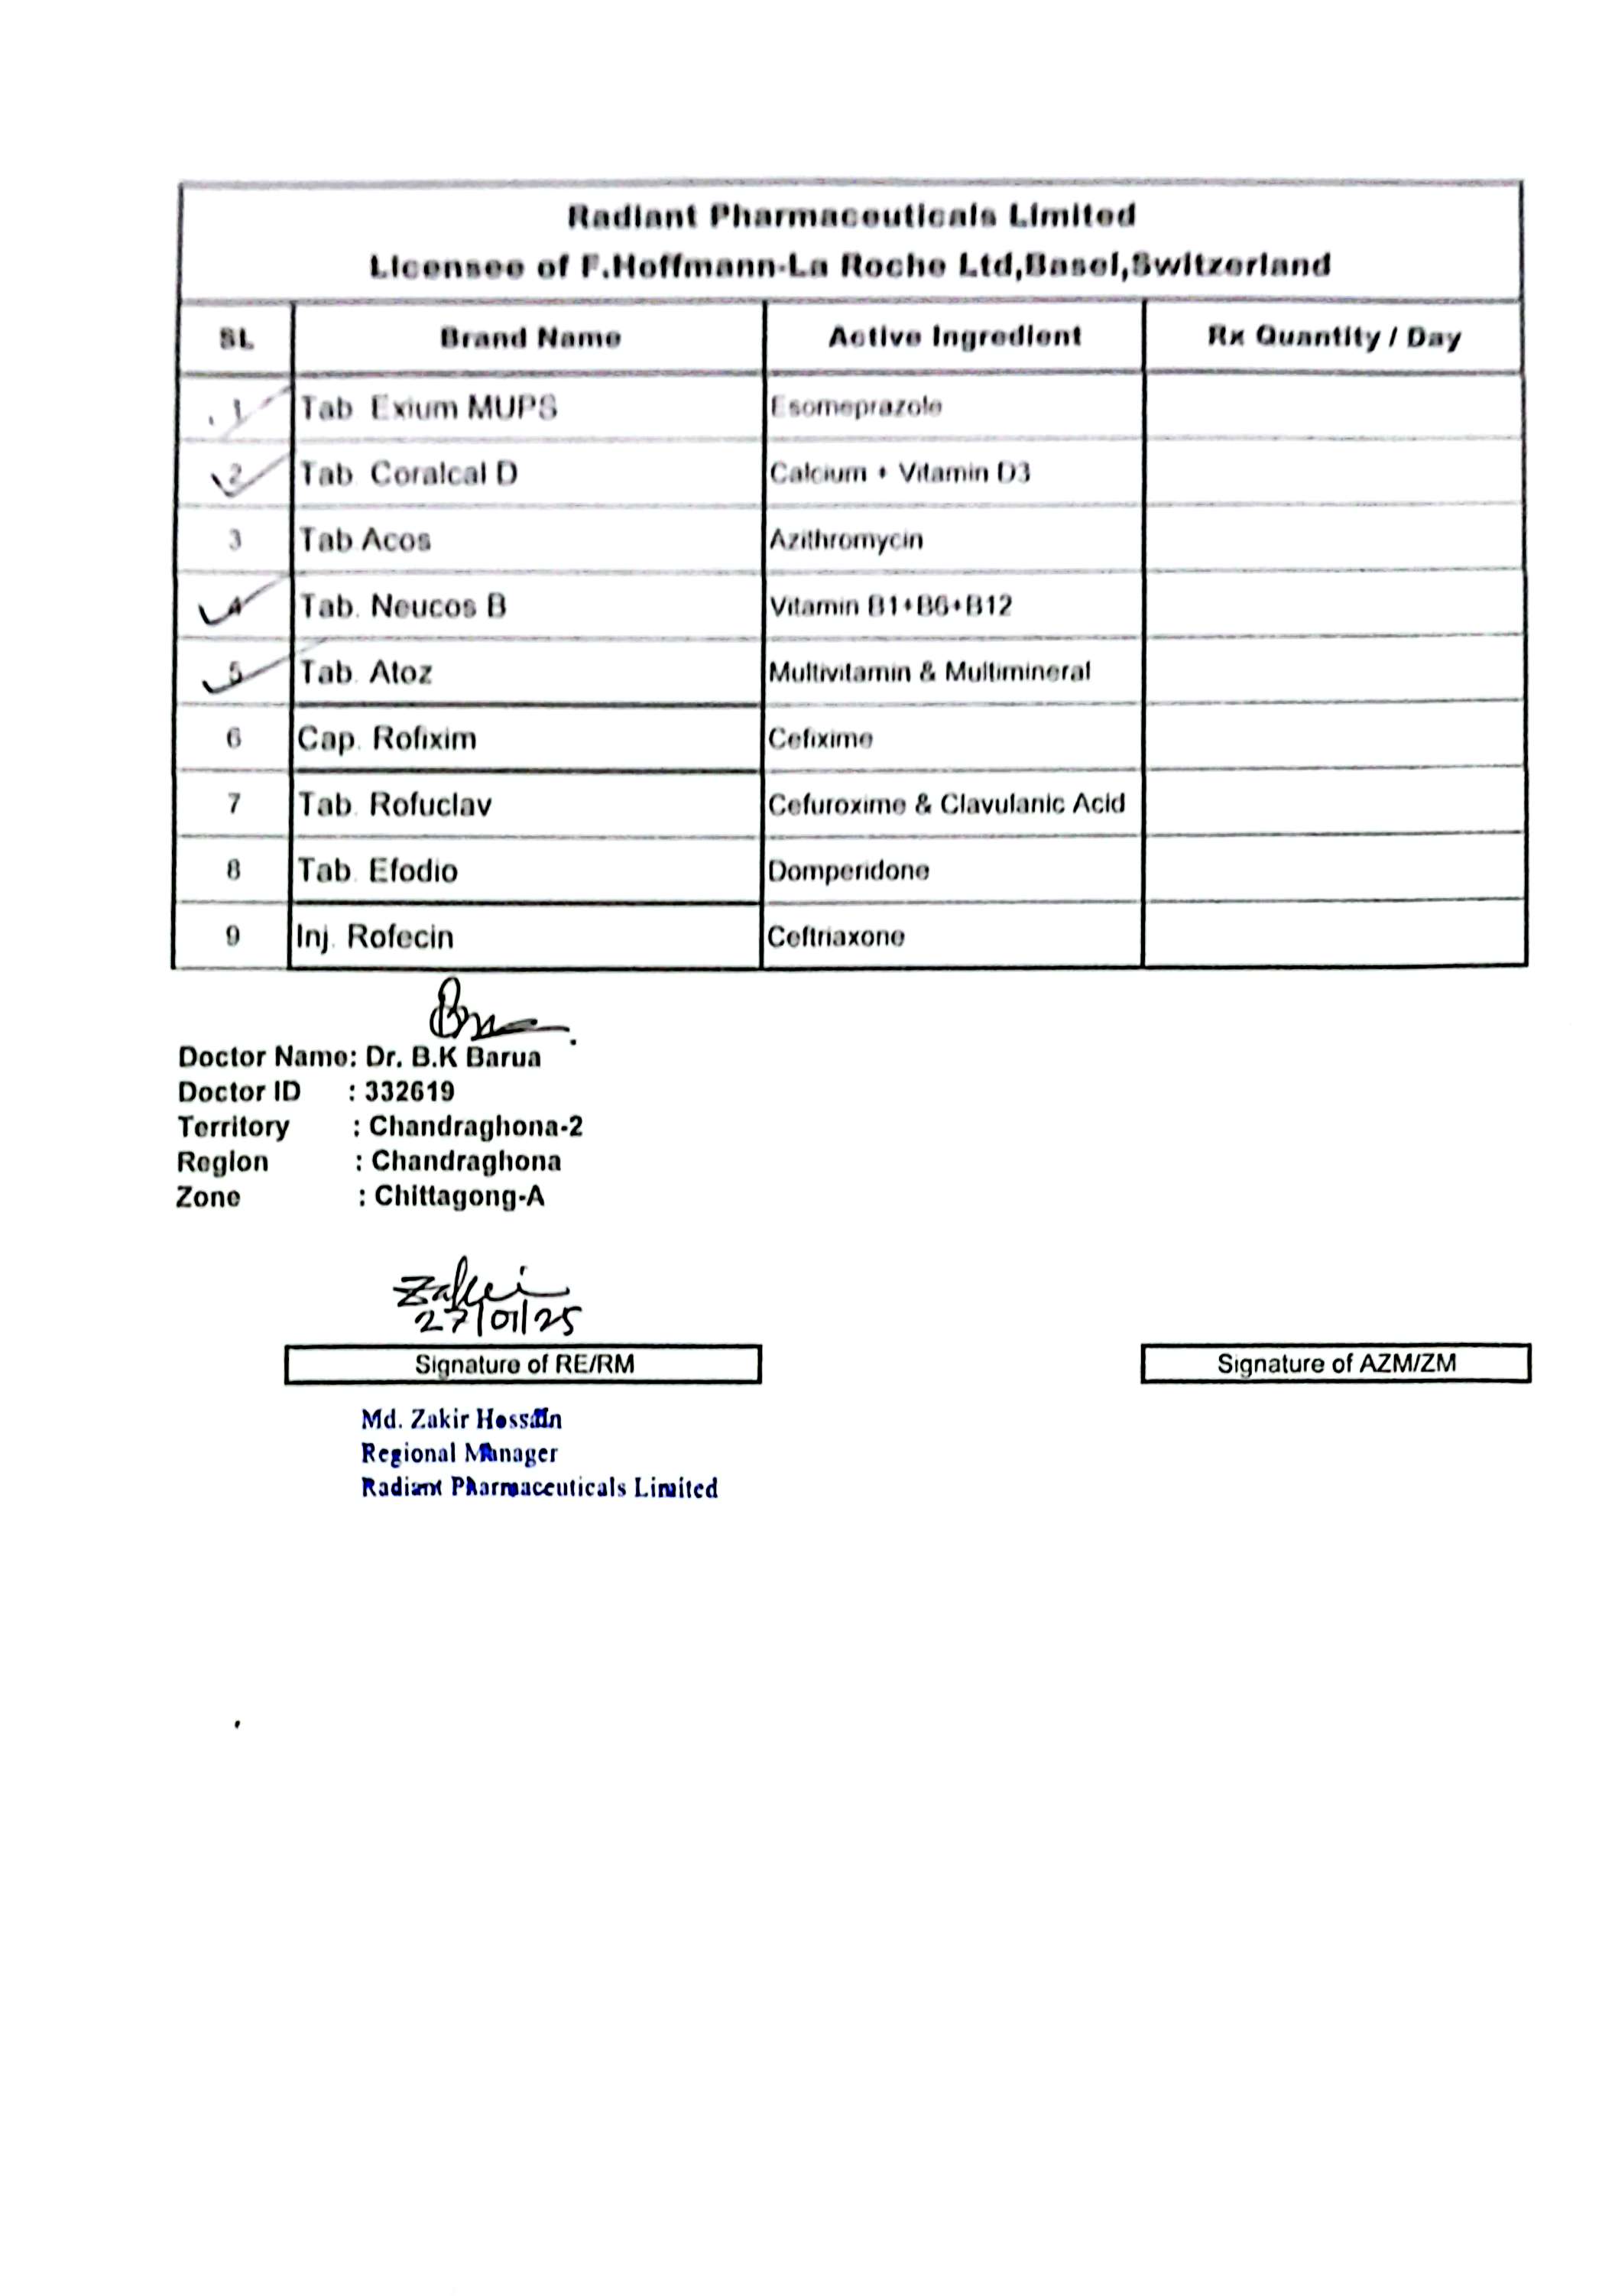 Radiant Pharmaceuticals Limited
Licensee of F.Hoffmann-La Roche Ltd,Basel,Switzerland
SL Brand Name Active Ingredient Rx Quantity / Day
1 Tab Exium MUPS Esomeprazole
2 Tab Coralcal D Calcium + Vitamin D3
3 Tab Acos Azithromycin
4 Tab. Neucos B Vitamin B1+B6+B12
5 Tab. Atoz Multivitamin & Multimineral
6 Cap. Rofixim Cefixime
7 Tab. Rofuclav Cefuroxime & Clavulanic Acid
8 Tab. Efodio Domperidone
9 Inj. Rofecin Ceftriaxone
Doctor Name: Dr. B.K Barua
Doctor ID : 332619
Territory : Chandraghona-2
Region : Chandraghona
Zone : Chittagong-A
Zakir
27/01/25
Signature of RE/RM Signature of AZM/ZM
Md. Zakir Hossain
Regional Manager
Radiant Pharmaceuticals Limited